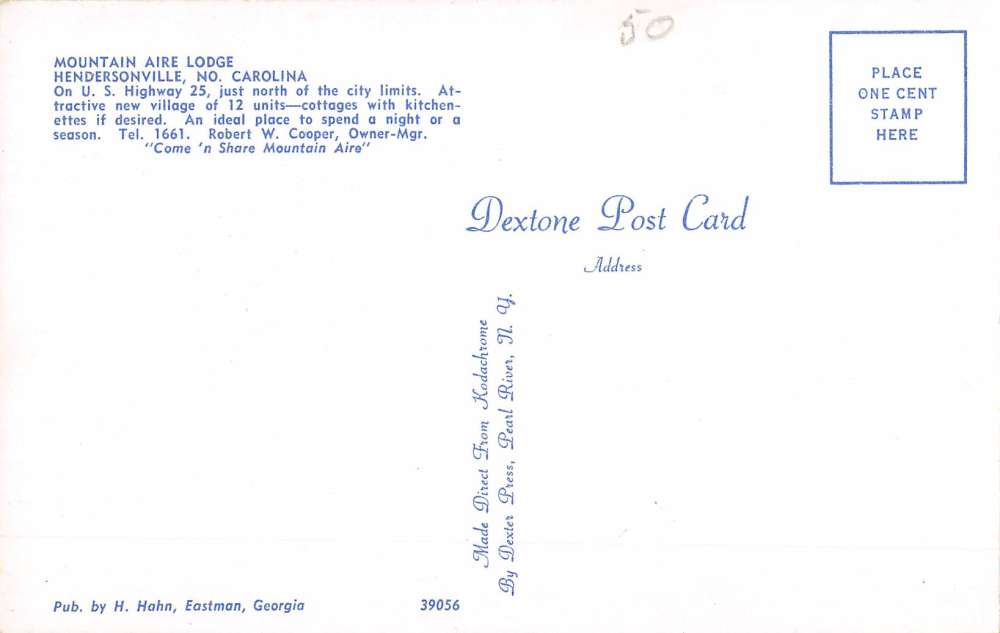 50
MOUNTAIN AIRE LODGE
HENDERSONVILLE, NO. CAROLINA
On U. S. Highway 25, just north of the city limits. At-
tractive new village of 12 units—cottages with kitchen-
ettes if desired. An ideal place to spend a night or a
season. Tel. 1661. Robert W. Cooper, Owner-Mgr.
"Come 'n Share Mountain Aire"
PLACE
ONE CENT
STAMP
HERE
Dextone Post Card
Address
Made Direct From Kodachrome
By Dexter Press, Pearl River, N. Y.
Pub. by H. Hahn, Eastman, Georgia
39056